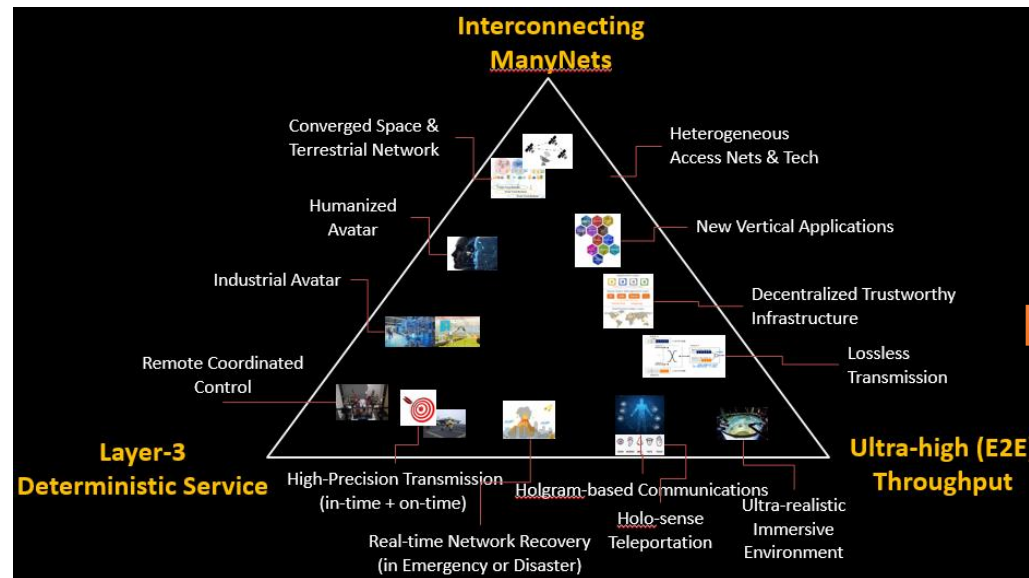 Interconnecting
ManyNets
Converged Space &
Terrestrial Network
Heterogeneous
Access Nets & Tech
Humanized
Avatar
New Vertical Applications
Industrial Avatar
Decentralized Trustworthy
Infrastructure
Remote Coordinated
Control
Lossless
Transmission
Layer-3
Deterministic Service
Ultra-high (E2E
Throughput
High-Precision Transmission
(in-time + on-time)
Holgram-based Communications
Real-time Network Recovery
(in Emergency or Disaster)
Holo-sense
Teleportation
Ultra-realistic
Immersive
Environment